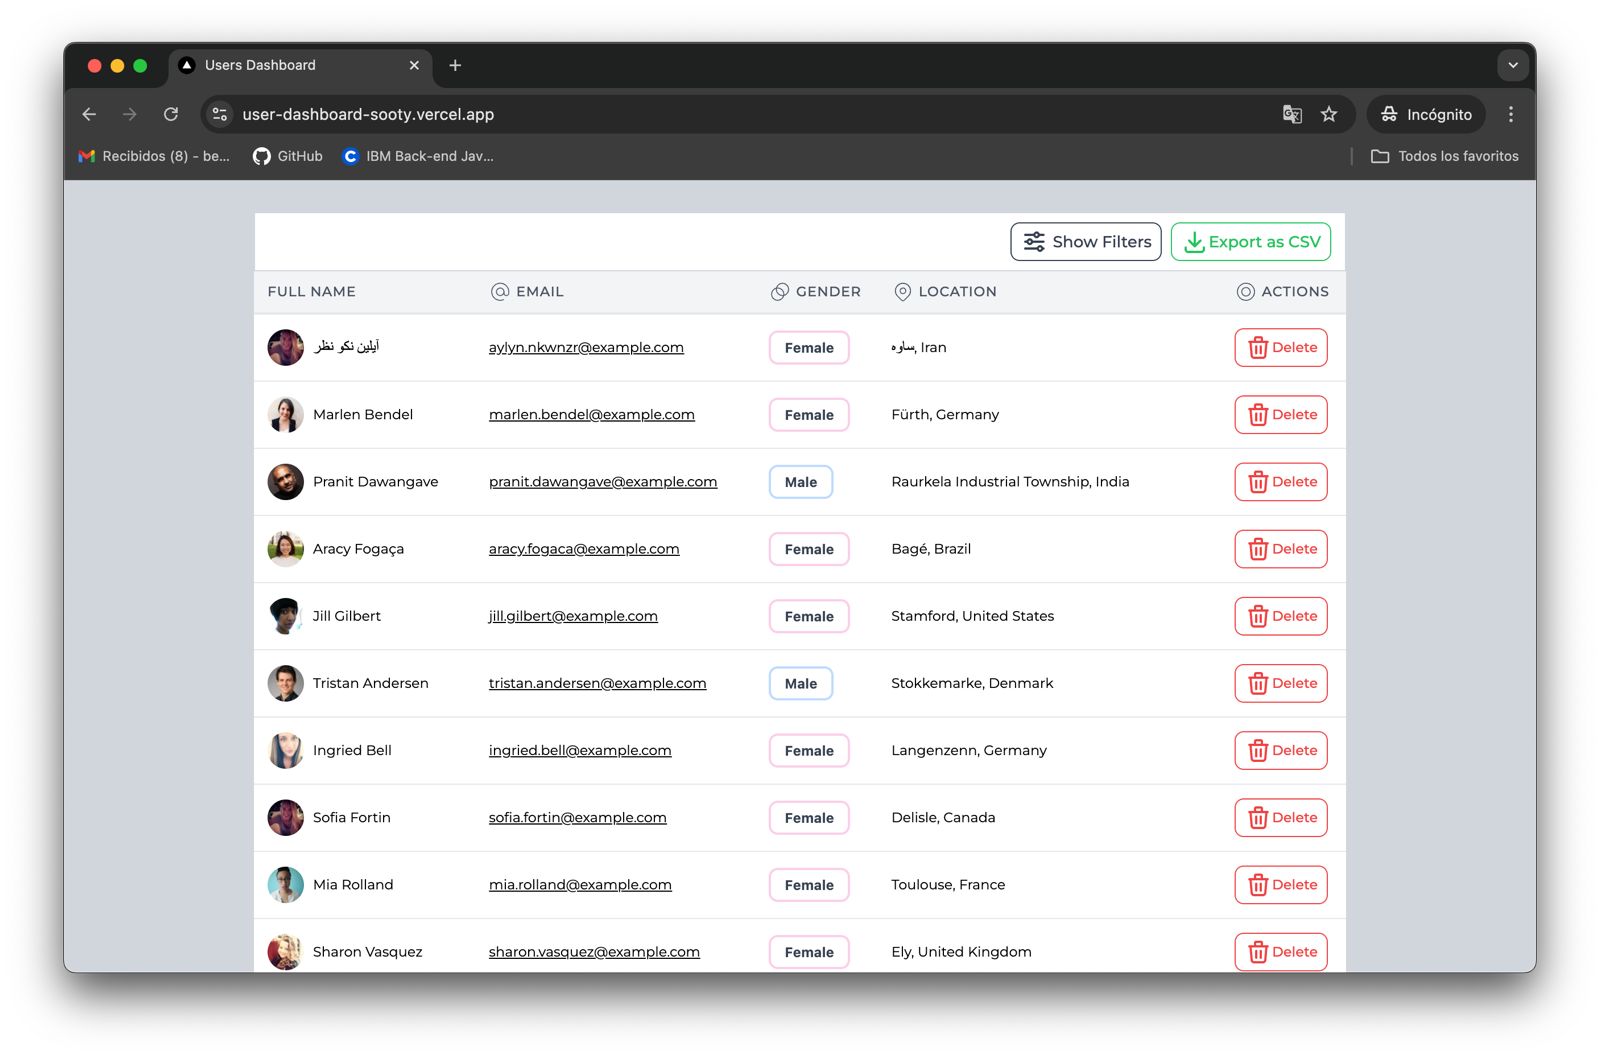 Users Dashboard
user-dashboard-sooty.vercel.app
Incógnito
Recibidos (8) - be... GitHub IBM Back-end Jav... Todos los favoritos
Show Filters Export as CSV
FULL NAME EMAIL GENDER LOCATION ACTIONS
آیلین نكو نظر aylyn.nkwnzr@example.com Female ساوه, Iran Delete
Marlen Bendel marlen.bendel@example.com Female Fürth, Germany Delete
Pranit Dawangave pranit.dawangave@example.com Male Raurkela Industrial Township, India Delete
Aracy Fogaça aracy.fogaca@example.com Female Bagé, Brazil Delete
Jill Gilbert jill.gilbert@example.com Female Stamford, United States Delete
Tristan Andersen tristan.andersen@example.com Male Stokkemarke, Denmark Delete
Ingried Bell ingried.bell@example.com Female Langenzenn, Germany Delete
Sofia Fortin sofia.fortin@example.com Female Delisle, Canada Delete
Mia Rolland mia.rolland@example.com Female Toulouse, France Delete
Sharon Vasquez sharon.vasquez@example.com Female Ely, United Kingdom Delete